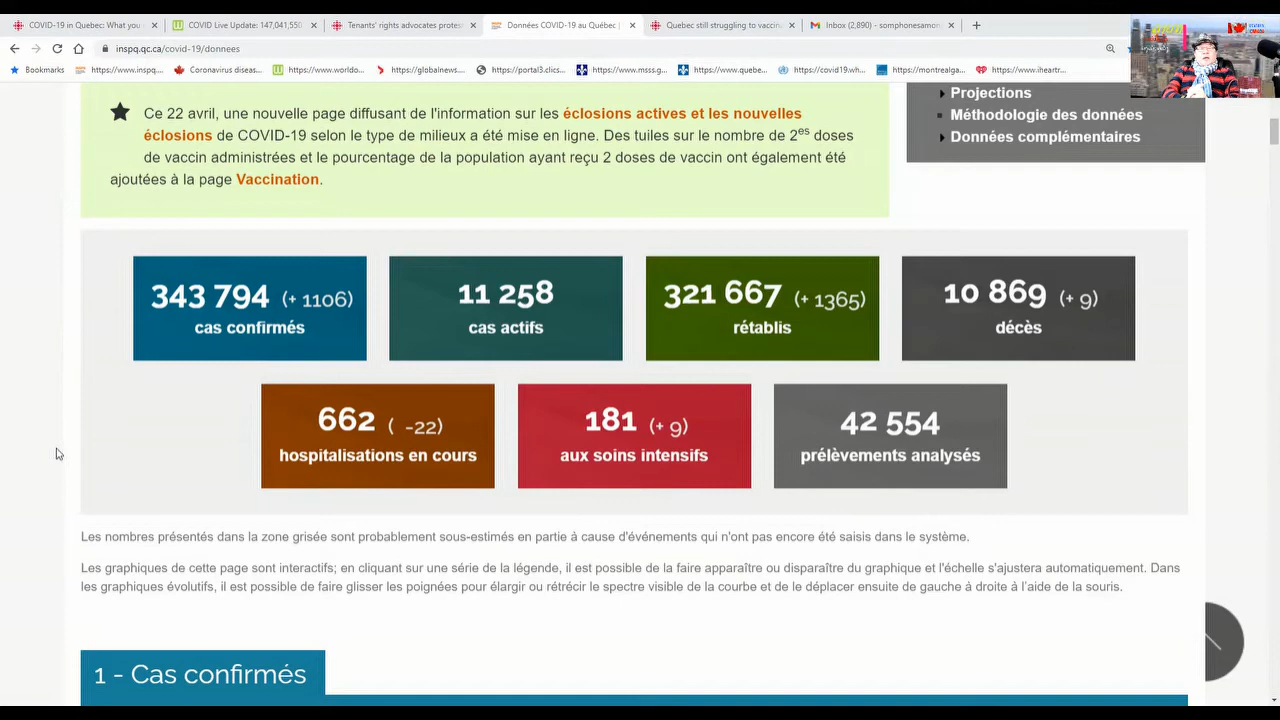 COVID-19 in Quebec: What you
COVID Live Update: 147,041,550
Tenants' rights advocates protes
Données COVID-19 au Québec |
Quebec still struggling to vaccin
Inbox (2,890) - somphonesamon
inspq.qc.ca/covid-19/donnees
Bookmarks
https://www.inspq...
Coronavirus diseas...
https://www.worldo...
https://globalnews....
https://portal3.clics...
https://www.msss.g...
https://www.quebe...
https://covid19.wh...
https://montrealga...
https://www.iheartr...
Ce 22 avril, une nouvelle page diffusant de l'information sur les éclosions actives et les nouvelles
éclosions de COVID-19 selon le type de milieux a été mise en ligne. Des tuiles sur le nombre de 2es doses
de vaccin administrées et le pourcentage de la population ayant reçu 2 doses de vaccin ont également été
ajoutées à la page Vaccination.
Projections
Méthodologie des données
Données complémentaires
343 794 (+ 1106)
cas confirmés
11 258
cas actifs
321 667 (+ 1365)
rétablis
10 869 (+ 9)
décès
662 ( -22)
hospitalisations en cours
181 (+ 9)
aux soins intensifs
42 554
prélèvements analysés
Les nombres présentés dans la zone grisée sont probablement sous-estimés en partie à cause d'événements qui n'ont pas encore été saisis dans le système.
Les graphiques de cette page sont interactifs; en cliquant sur une série de la légende, il est possible de la faire apparaître ou disparaître du graphique et l'échelle s'ajustera automatiquement. Dans
les graphiques évolutifs, il est possible de faire glisser les poignées pour élargir ou rétrécir le spectre visible de la courbe et de le déplacer ensuite de gauche à droite à l'aide de la souris.
1 - Cas confirmés